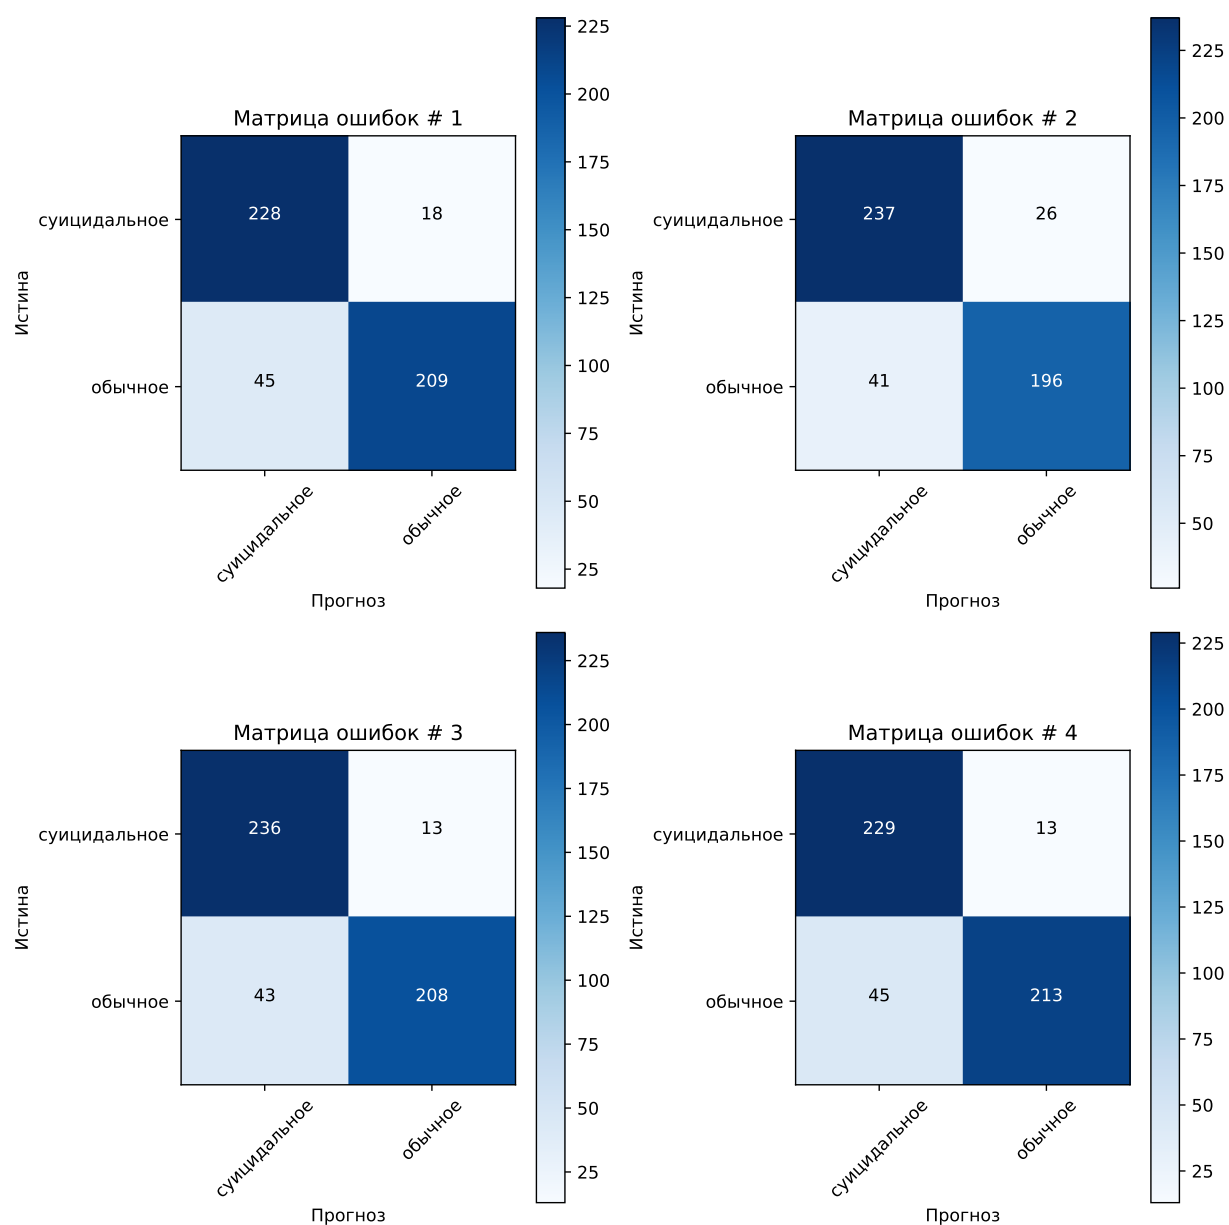 Матрица ошибок # 1
228
18
45
209
суицидальное
обычное
Истина
суицидальное
обычное
Прогноз
225
200
175
150
125
100
75
50
25
Матрица ошибок # 2
237
26
41
196
суицидальное
обычное
Истина
суицидальное
обычное
Прогноз
225
200
175
150
125
100
75
50
Матрица ошибок # 3
236
13
43
208
суицидальное
обычное
Истина
суицидальное
обычное
Прогноз
225
200
175
150
125
100
75
50
25
Матрица ошибок # 4
229
13
45
213
суицидальное
обычное
Истина
суицидальное
обычное
Прогноз
225
200
175
150
125
100
75
50
25